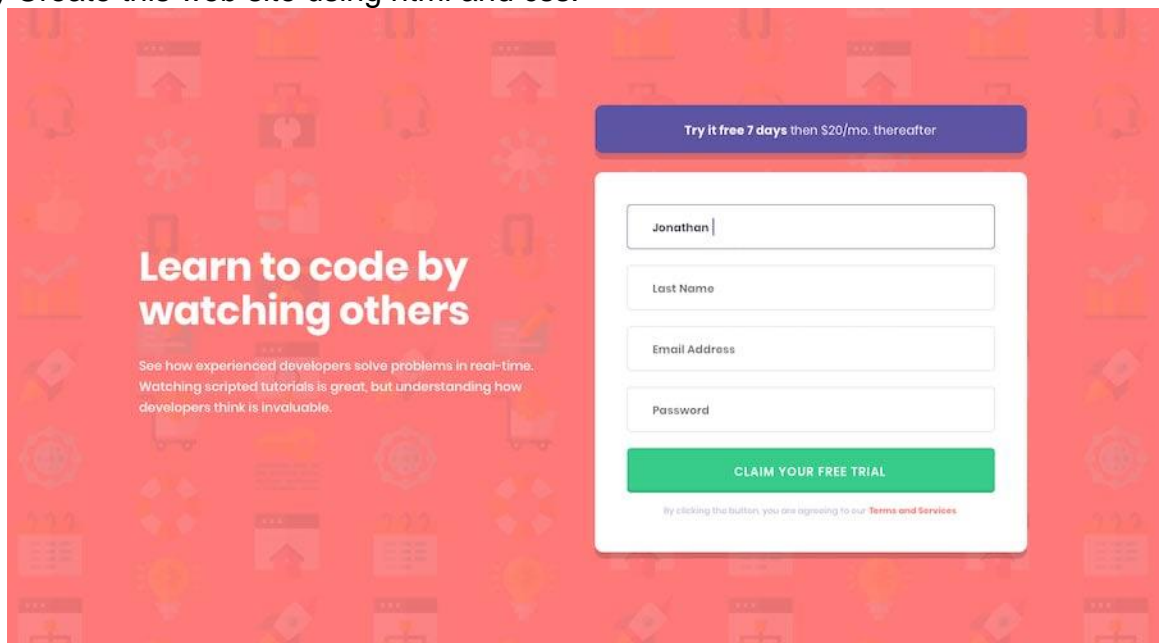 Create this web site using html and css.
Try it free 7 days then $20/mo. thereafter
Jonathan
Learn to code by
watching others
Last Name
Email Address
See how experienced developers solve problems in real-time.
Watching scripted tutorials is great, but understanding how
developers think is invaluable.
Password
CLAIM YOUR FREE TRIAL
By clicking the button, you are agreeing to our Terms and Services